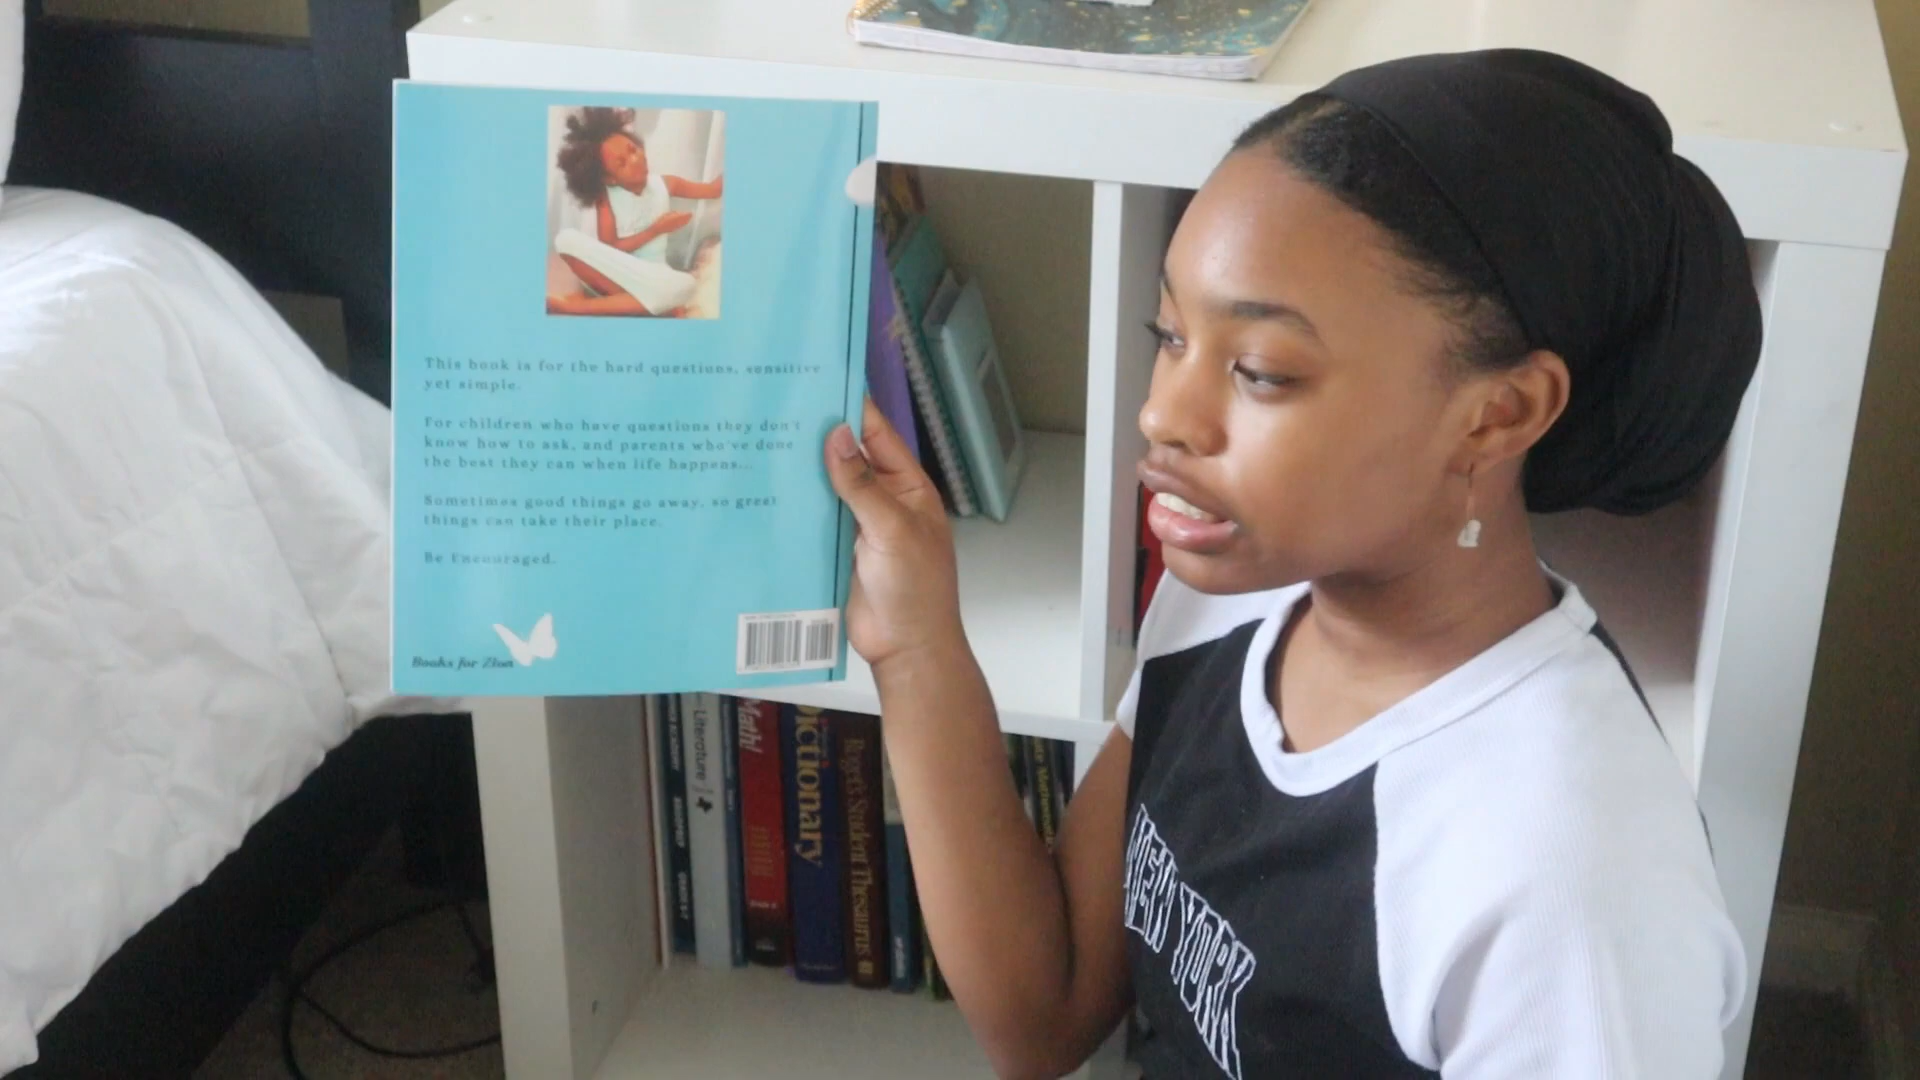 This book is for the hard questions, sensitive
yet simple.
For children who have questions they don't
know how to ask, and parents who've done
the best they can when life happens...
Sometimes good things go away, so great
things can take their place.
Be Encouraged.
Books for Zion
Literature
Math!
Dictionary
Roget's Student Thesaurus
NEW YORK